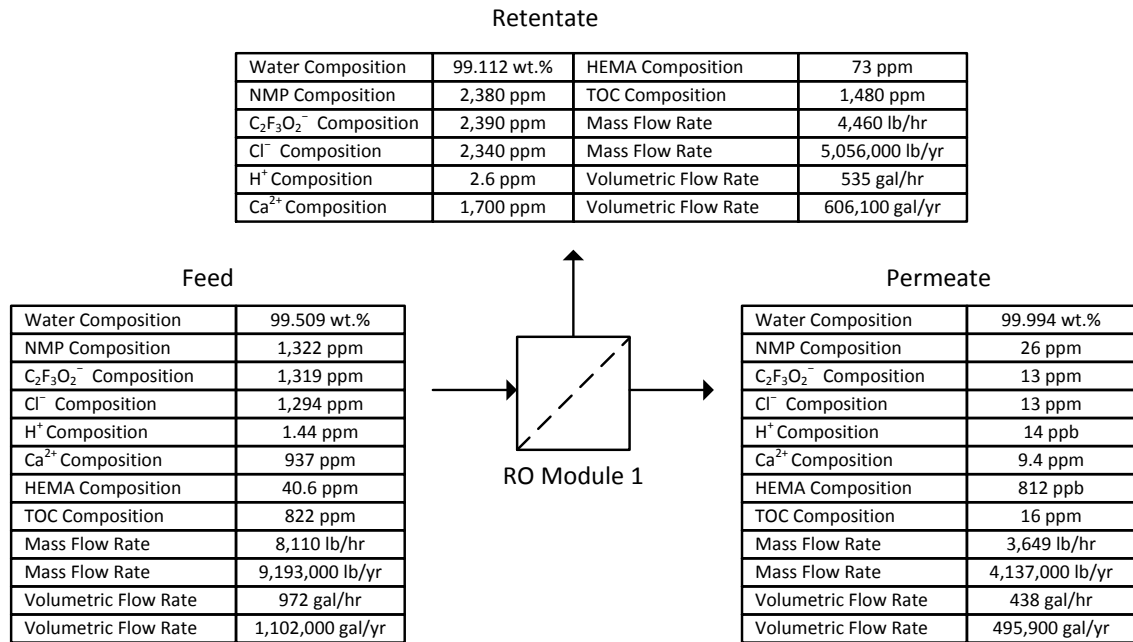 Retentate
Water Composition 99.112 wt.% HEMA Composition 73 ppm
NMP Composition 2,380 ppm TOC Composition 1,480 ppm
C₂F₃O₂⁻ Composition 2,390 ppm Mass Flow Rate 4,460 lb/hr
Cl⁻ Composition 2,340 ppm Mass Flow Rate 5,056,000 lb/yr
H⁺ Composition 2.6 ppm Volumetric Flow Rate 535 gal/hr
Ca²⁺ Composition 1,700 ppm Volumetric Flow Rate 606,100 gal/yr
Feed
Water Composition 99.509 wt.%
NMP Composition 1,322 ppm
C₂F₃O₂⁻ Composition 1,319 ppm
Cl⁻ Composition 1,294 ppm
H⁺ Composition 1.44 ppm
Ca²⁺ Composition 937 ppm
HEMA Composition 40.6 ppm
TOC Composition 822 ppm
Mass Flow Rate 8,110 lb/hr
Mass Flow Rate 9,193,000 lb/yr
Volumetric Flow Rate 972 gal/hr
Volumetric Flow Rate 1,102,000 gal/yr
RO Module 1
Permeate
Water Composition 99.994 wt.%
NMP Composition 26 ppm
C₂F₃O₂⁻ Composition 13 ppm
Cl⁻ Composition 13 ppm
H⁺ Composition 14 ppb
Ca²⁺ Composition 9.4 ppm
HEMA Composition 812 ppb
TOC Composition 16 ppm
Mass Flow Rate 3,649 lb/hr
Mass Flow Rate 4,137,000 lb/yr
Volumetric Flow Rate 438 gal/hr
Volumetric Flow Rate 495,900 gal/yr